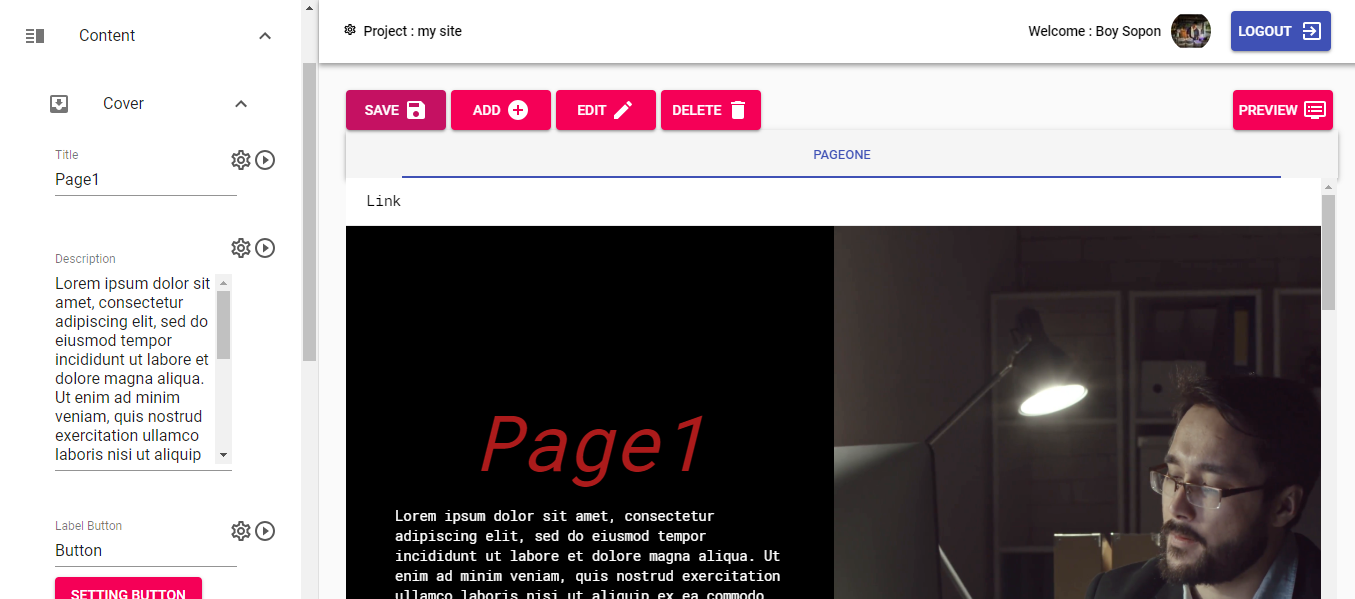 Content
Cover
Title
Page1
Description
Lorem ipsum dolor sit
amet, consectetur
adipiscing elit, sed do
eiusmod tempor
incididunt ut labore et
dolore magna aliqua.
Ut enim ad minim
veniam, quis nostrud
exercitation ullamco
laboris nisi ut aliquip
Label Button
Button
SETTING BUTTON
Project : my site
Welcome : Boy Sopon
LOGOUT
SAVE
ADD
EDIT
DELETE
PREVIEW
PAGEONE
Link
Page1
Lorem ipsum dolor sit amet, consectetur
adipiscing elit, sed do eiusmod tempor
incididunt ut labore et dolore magna aliqua. Ut
enim ad minim veniam, quis nostrud exercitation
ullamco laboris nisi ut aliquip ex ea commodo